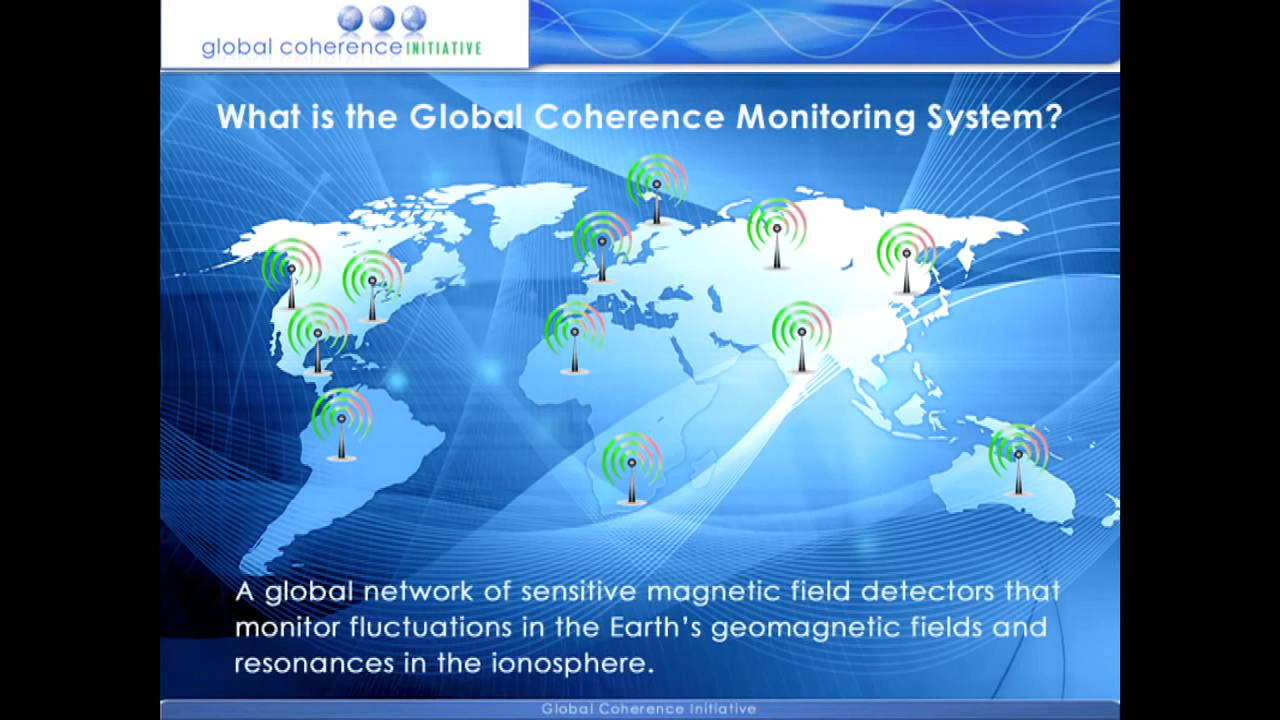 global coherence INITIATIVE
What is the Global Coherence Monitoring System?
A global network of sensitive magnetic field detectors that
monitor fluctuations in the Earth's geomagnetic fields and
resonances in the ionosphere.
Global Coherence Initiative